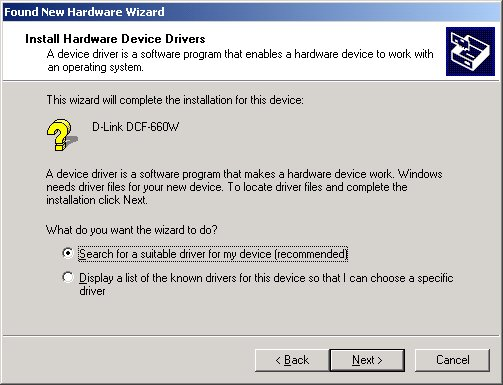 Found New Hardware Wizard
Install Hardware Device Drivers
A device driver is a software program that enables a hardware device to work with
an operating system.
This wizard will complete the installation for this device:
D-Link DCF-660W
A device driver is a software program that makes a hardware device work. Windows
needs driver files for your new device. To locate driver files and complete the
installation click Next.
What do you want the wizard to do?
Search for a suitable driver for my device (recommended)
Display a list of the known drivers for this device so that I can choose a specific
driver
< Back
Next >
Cancel